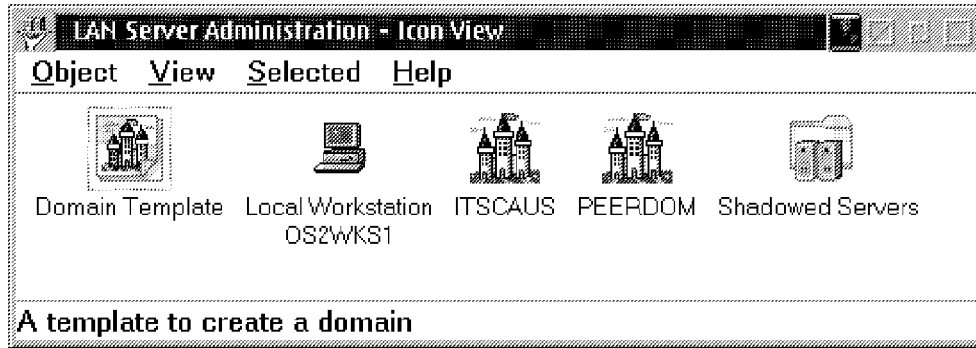 LAN Server Administration - Icon View
Object View Selected Help
Domain Template Local Workstation ITSCAUS PEERDOM Shadowed Servers
OS2WKS1
A template to create a domain